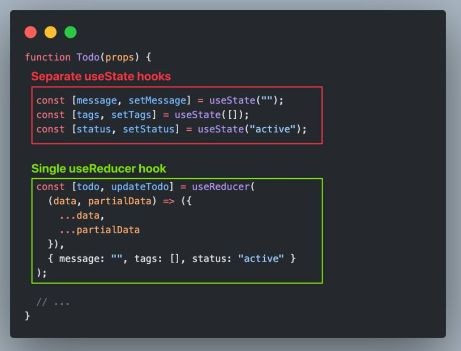 function Todo(props) {
Separate useState hooks
const [message, setMessage] = useState("");
const [tags, setTags] = useState([]);
const [status, setStatus] = useState("active");
Single useReducer hook
const [todo, updateTodo] = useReducer(
(data, partialData) => ({
...data,
...partialData
}),
{ message: "", tags: [], status: "active" }
);
// ...
}